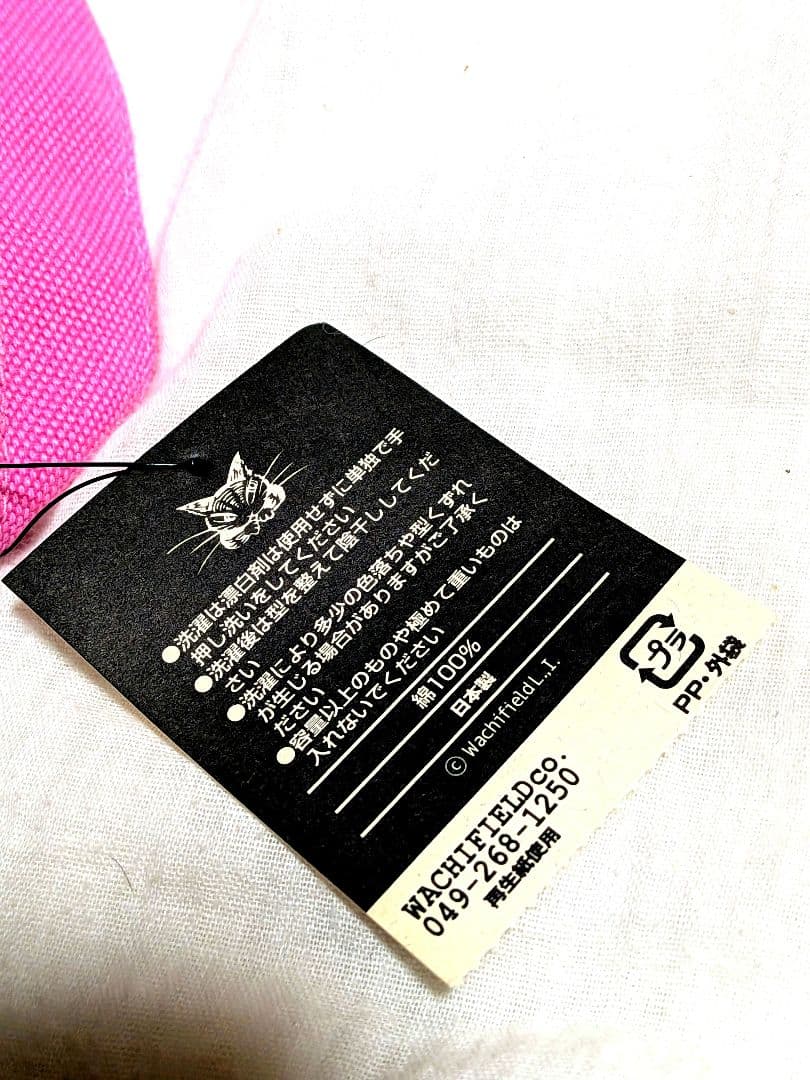 ●洗濯は漂白剤は使用せずに単独で手
押し洗いをしてください
●洗濯後は型を整えて陰干ししてくだ
さい
●洗濯により多少の色落ちや型くずれ
が生じる場合がありますがご了承く
ださい
●容量以上のものや極めて重いものは
入れないでください
綿100%
日本製
© WachifieldL.,I.
プラ
PP・外袋
WACHIFIELDco.
049-268-1250
再生紙使用